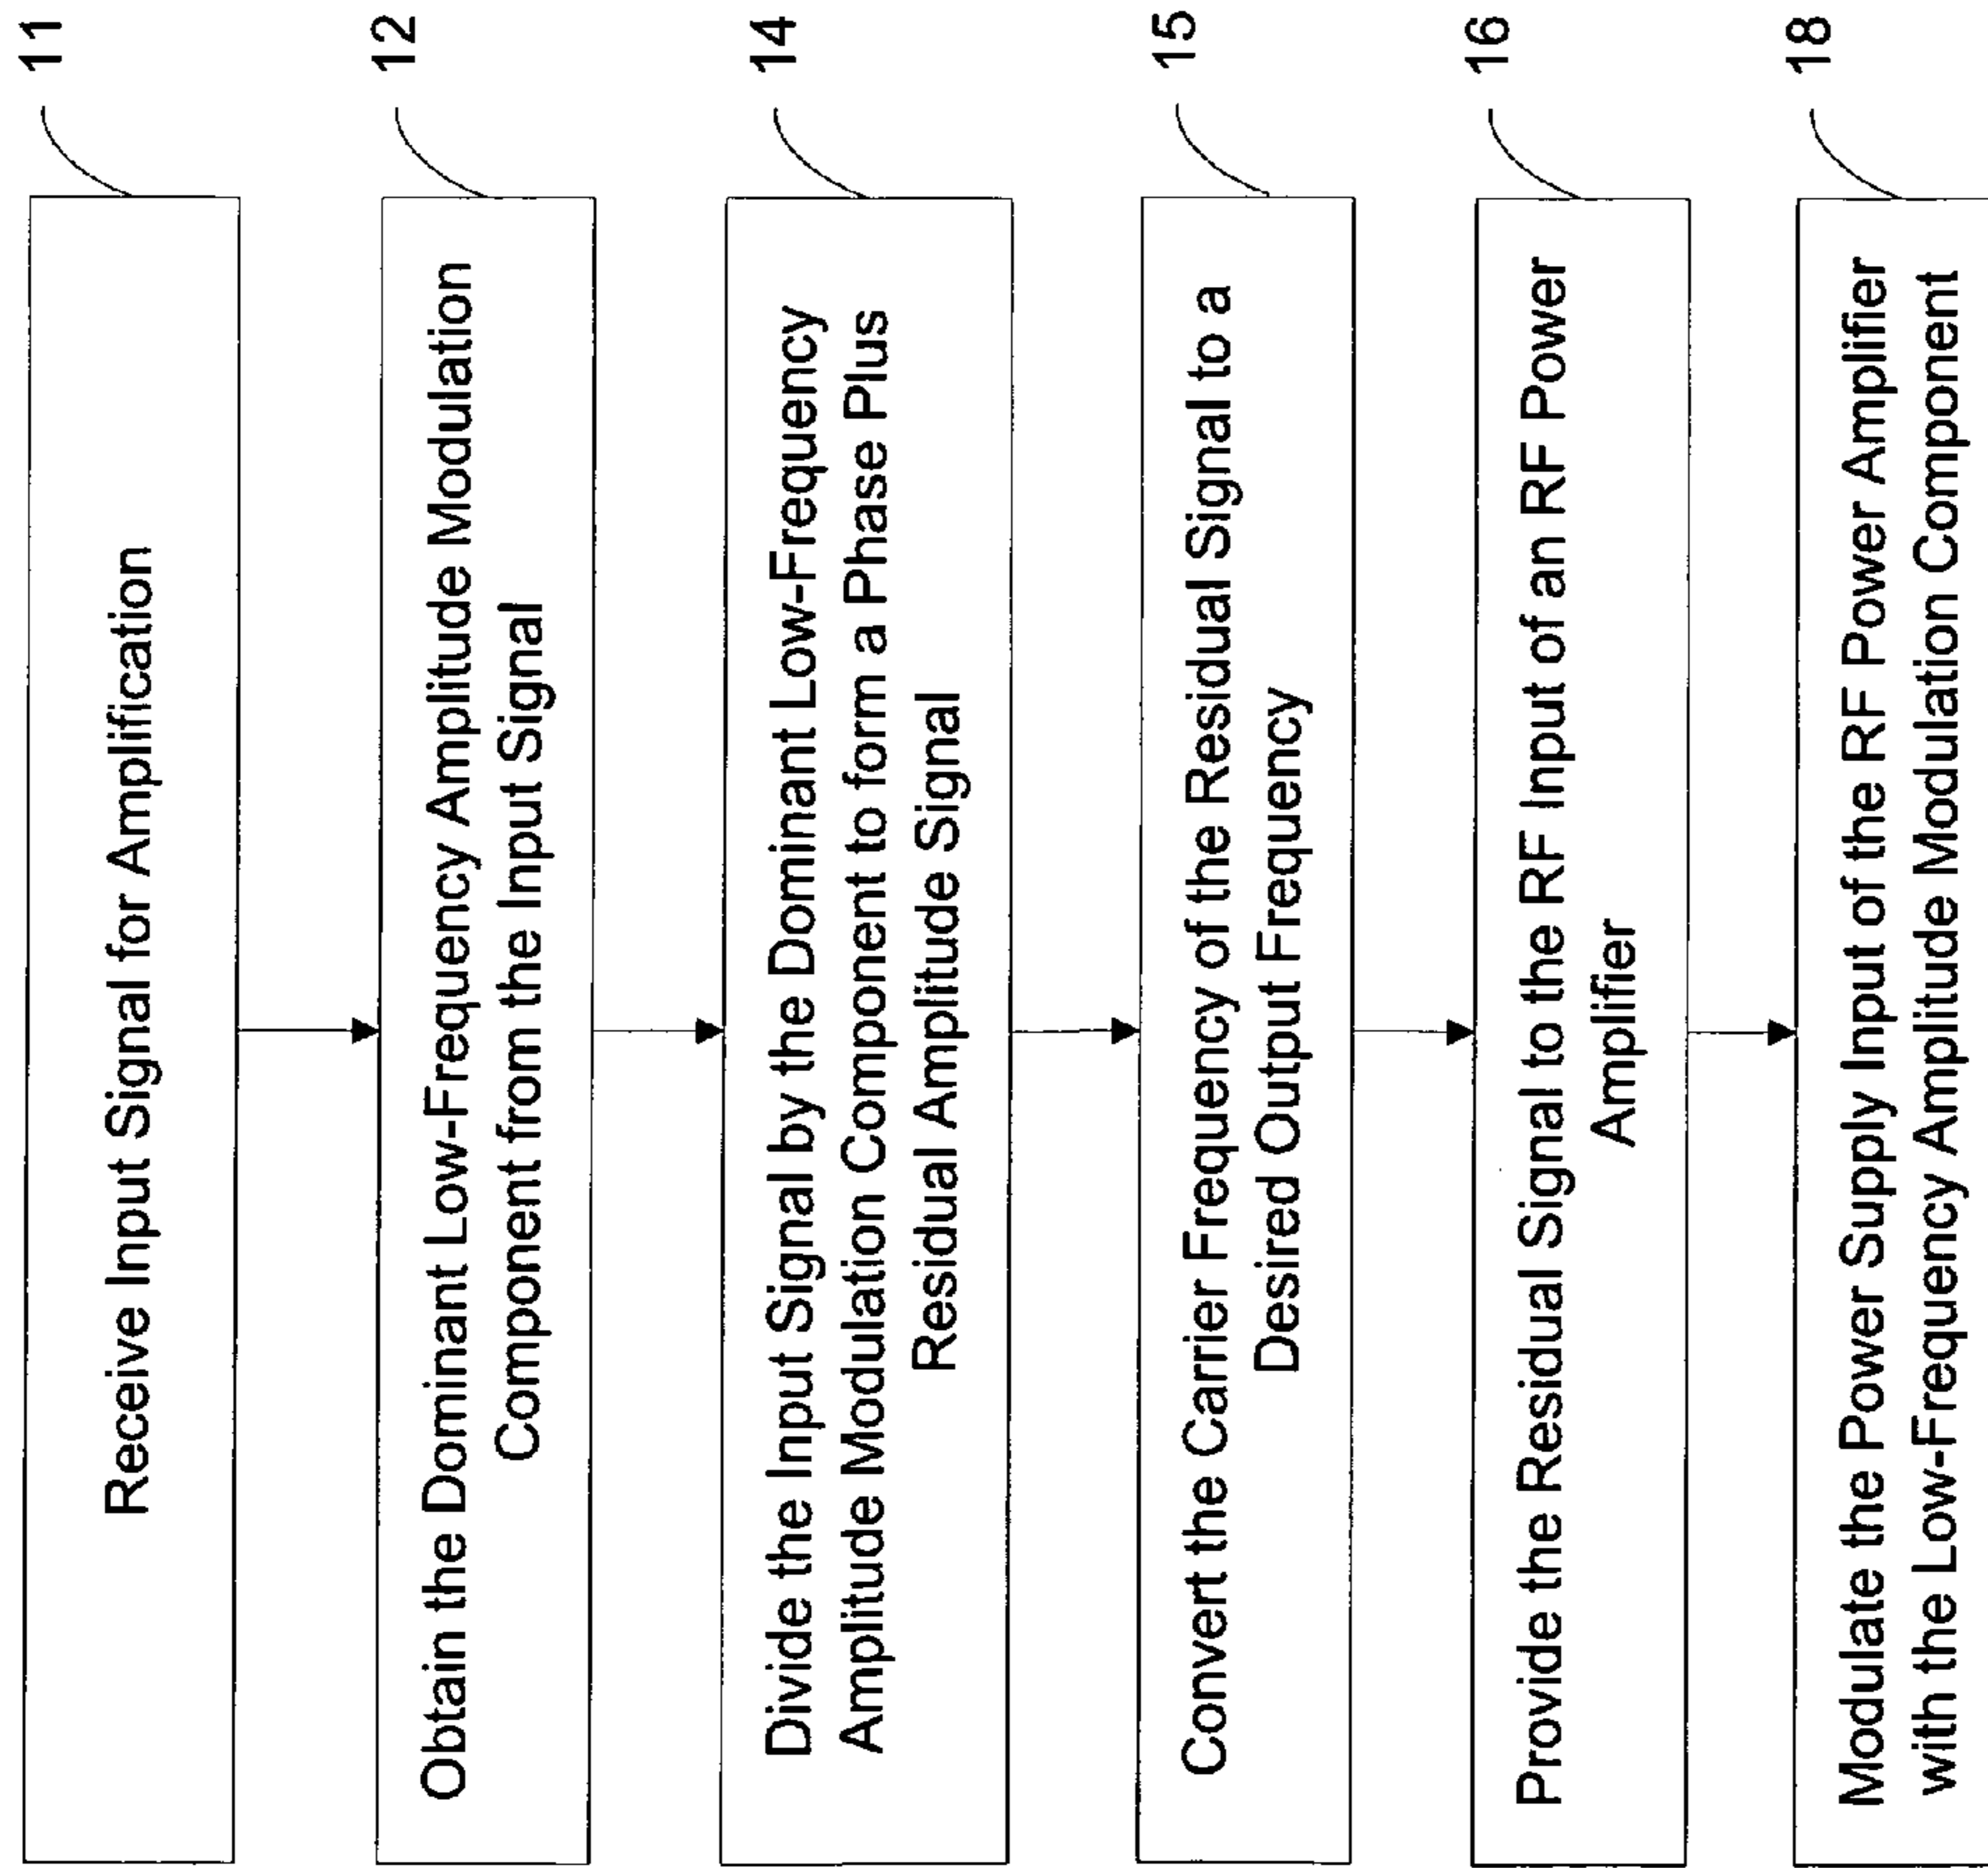 11
Receive Input Signal for Amplification
12
Obtain the Dominant Low-Frequency Amplitude Modulation
Component from the Input Signal
14
Divide the Input Signal by the Dominant Low-Frequency
Amplitude Modulation Component to form a Phase Plus
Residual Amplitude Signal
15
Convert the Carrier Frequency of the Residual Signal to a
Desired Output Frequency
16
Provide the Residual Signal to the RF Input of an RF Power
Amplifier
18
Modulate the Power Supply Input of the RF Power Amplifier
with the Low-Frequency Amplitude Modulation Component